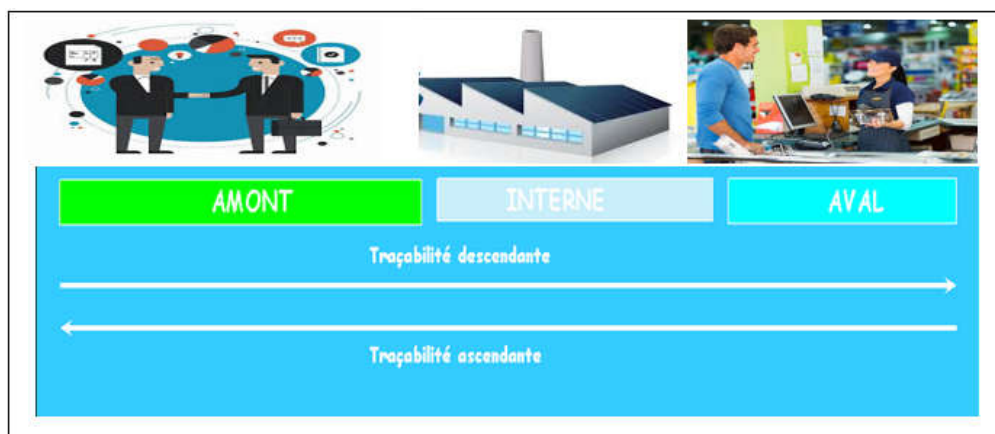 AMONT INTERNE AVAL
Traçabilité descendante
Traçabilité ascendante